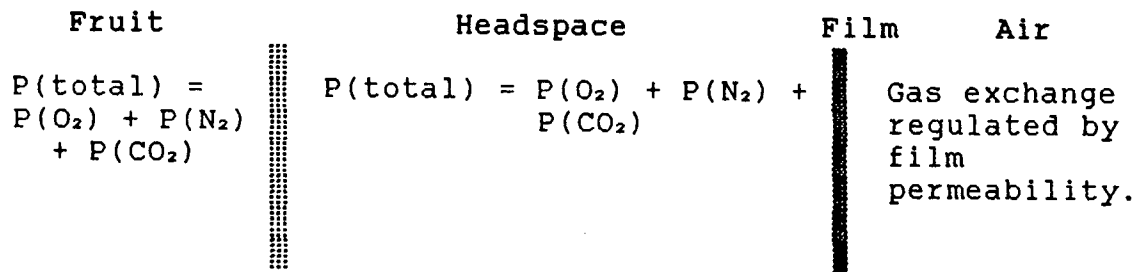 Fruit
Headspace
Film
Air
P(total) =
P(O₂) + P(N₂)
+ P(CO₂)
P(total) = P(O₂) + P(N₂) +
P(CO₂)
Gas exchange
regulated by
film
permeability.